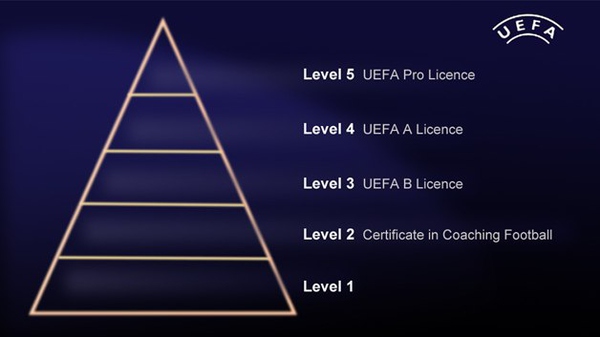 UEFA
Level 5 UEFA Pro Licence
Level 4 UEFA A Licence
Level 3 UEFA B Licence
Level 2 Certificate in Coaching Football
Level 1